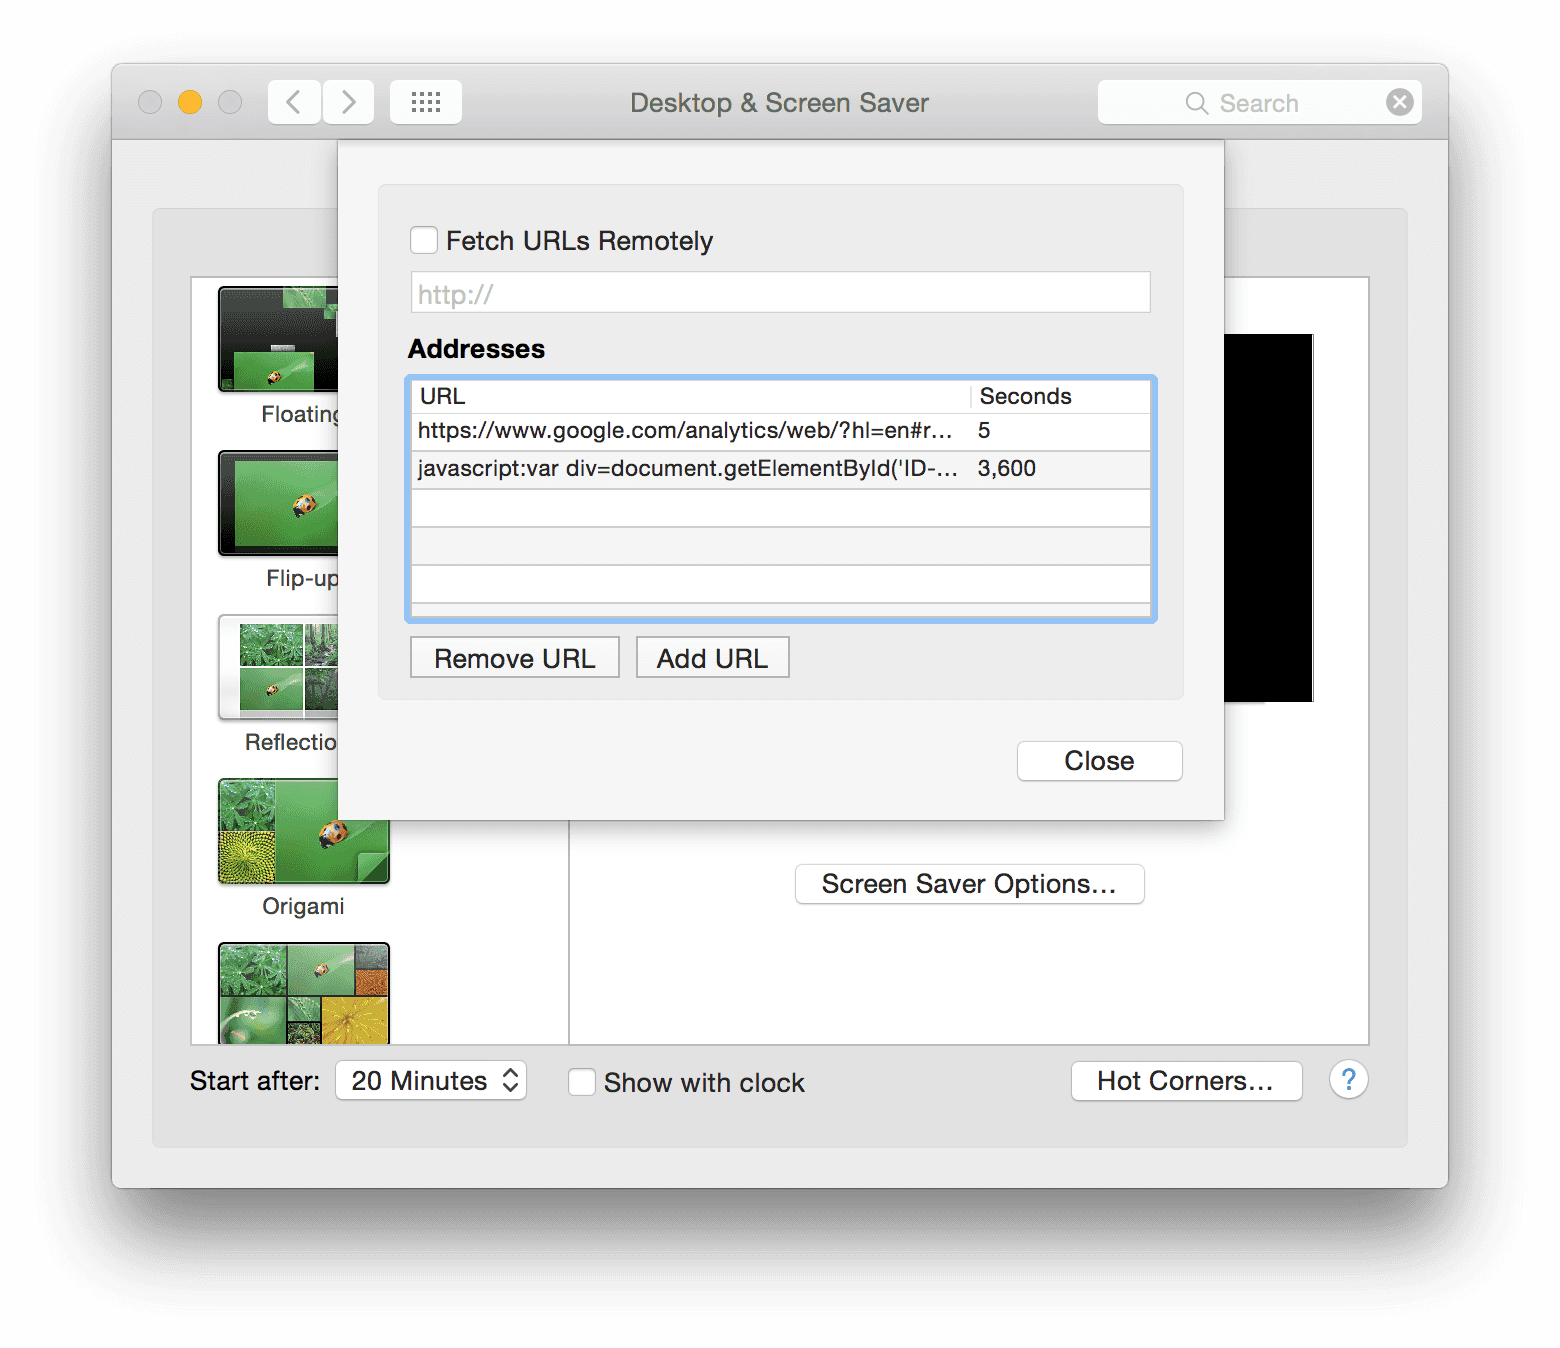 Desktop & Screen Saver
Search
Fetch URLs Remotely
http://
Addresses
URL Seconds
https://www.google.com/analytics/web/?hl=en#r... 5
javascript:var div=document.getElementById('ID-... 3,600
Remove URL Add URL
Close
Floating
Flip-up
Reflectio
Origami
Screen Saver Options...
Start after: 20 Minutes Show with clock Hot Corners... ?